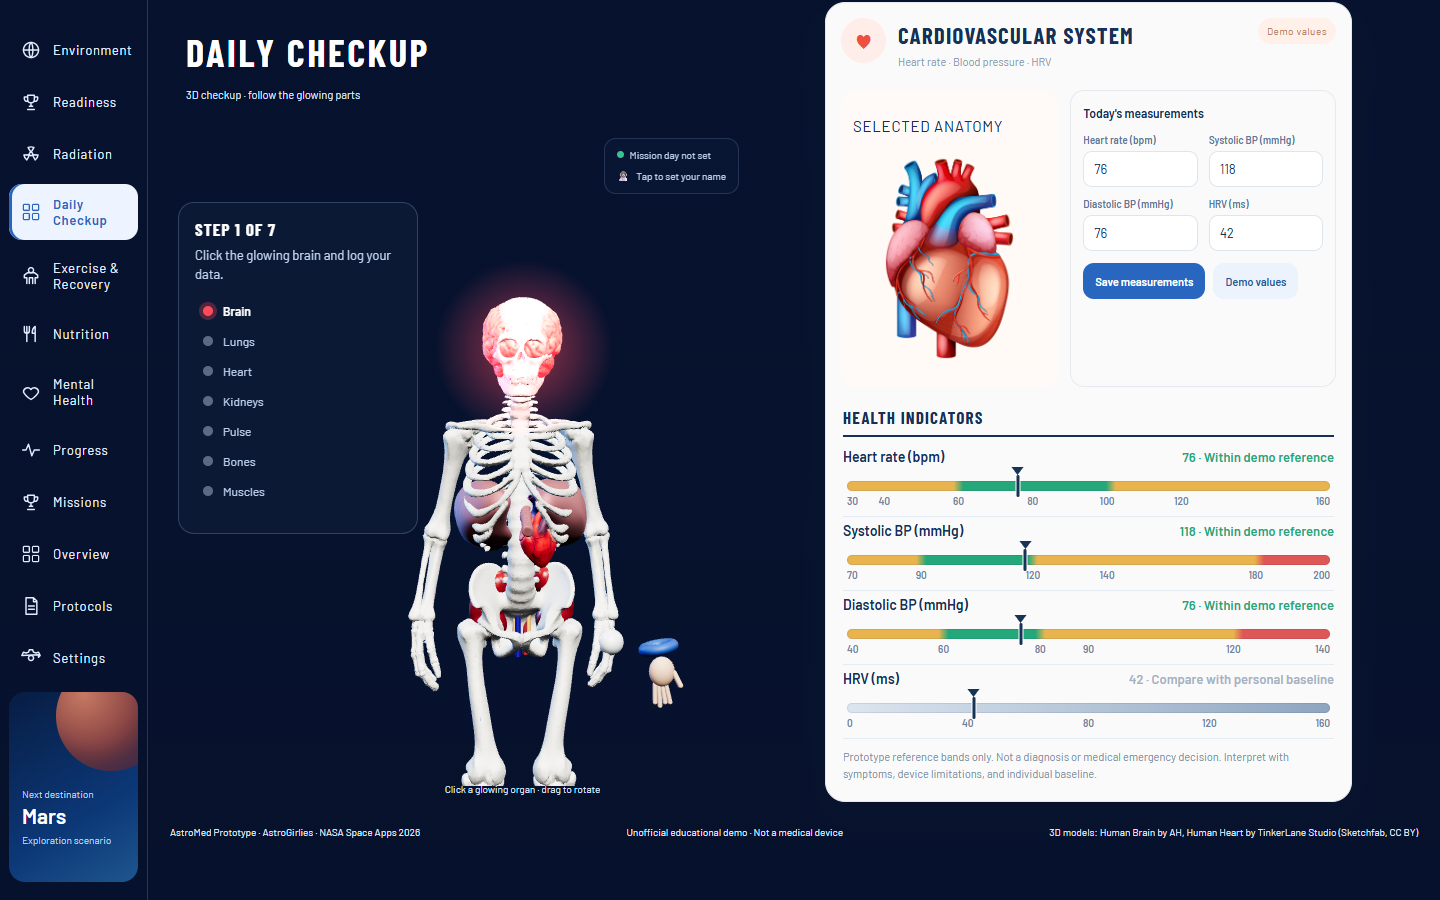 Environment
Readiness
Radiation
Daily
Checkup
Exercise &
Recovery
Nutrition
Mental
Health
Progress
Missions
Overview
Protocols
Settings
Next destination
Mars
Exploration scenario
DAILY CHECKUP
3D checkup · follow the glowing parts
Mission day not set
Tap to set your name
STEP 1 OF 7
Click the glowing brain and log your
data.
Brain
Lungs
Heart
Kidneys
Pulse
Bones
Muscles
Click a glowing organ · drag to rotate
CARDIOVASCULAR SYSTEM
Heart rate · Blood pressure · HRV
Demo values
SELECTED ANATOMY
Today's measurements
Heart rate (bpm) Systolic BP (mmHg)
76 118
Diastolic BP (mmHg) HRV (ms)
76 42
Save measurements Demo values
HEALTH INDICATORS
Heart rate (bpm) 76 · Within demo reference
30 40 60 80 100 120 160
Systolic BP (mmHg) 118 · Within demo reference
70 90 120 140 180 200
Diastolic BP (mmHg) 76 · Within demo reference
40 60 80 90 120 140
HRV (ms) 42 · Compare with personal baseline
0 40 80 120 160
Prototype reference bands only. Not a diagnosis or medical emergency decision. Interpret with
symptoms, device limitations, and individual baseline.
AstroMed Prototype · AstroGirlies · NASA Space Apps 2026
Unofficial educational demo · Not a medical device
3D models: Human Brain by AH, Human Heart by TinkerLane Studio (Sketchfab, CC BY)